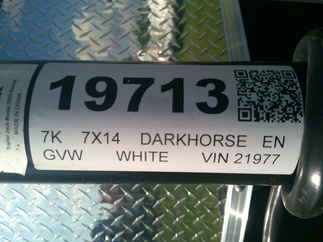 19713
7K 7X14 DARKHORSE EN
GVW WHITE VIN 21977